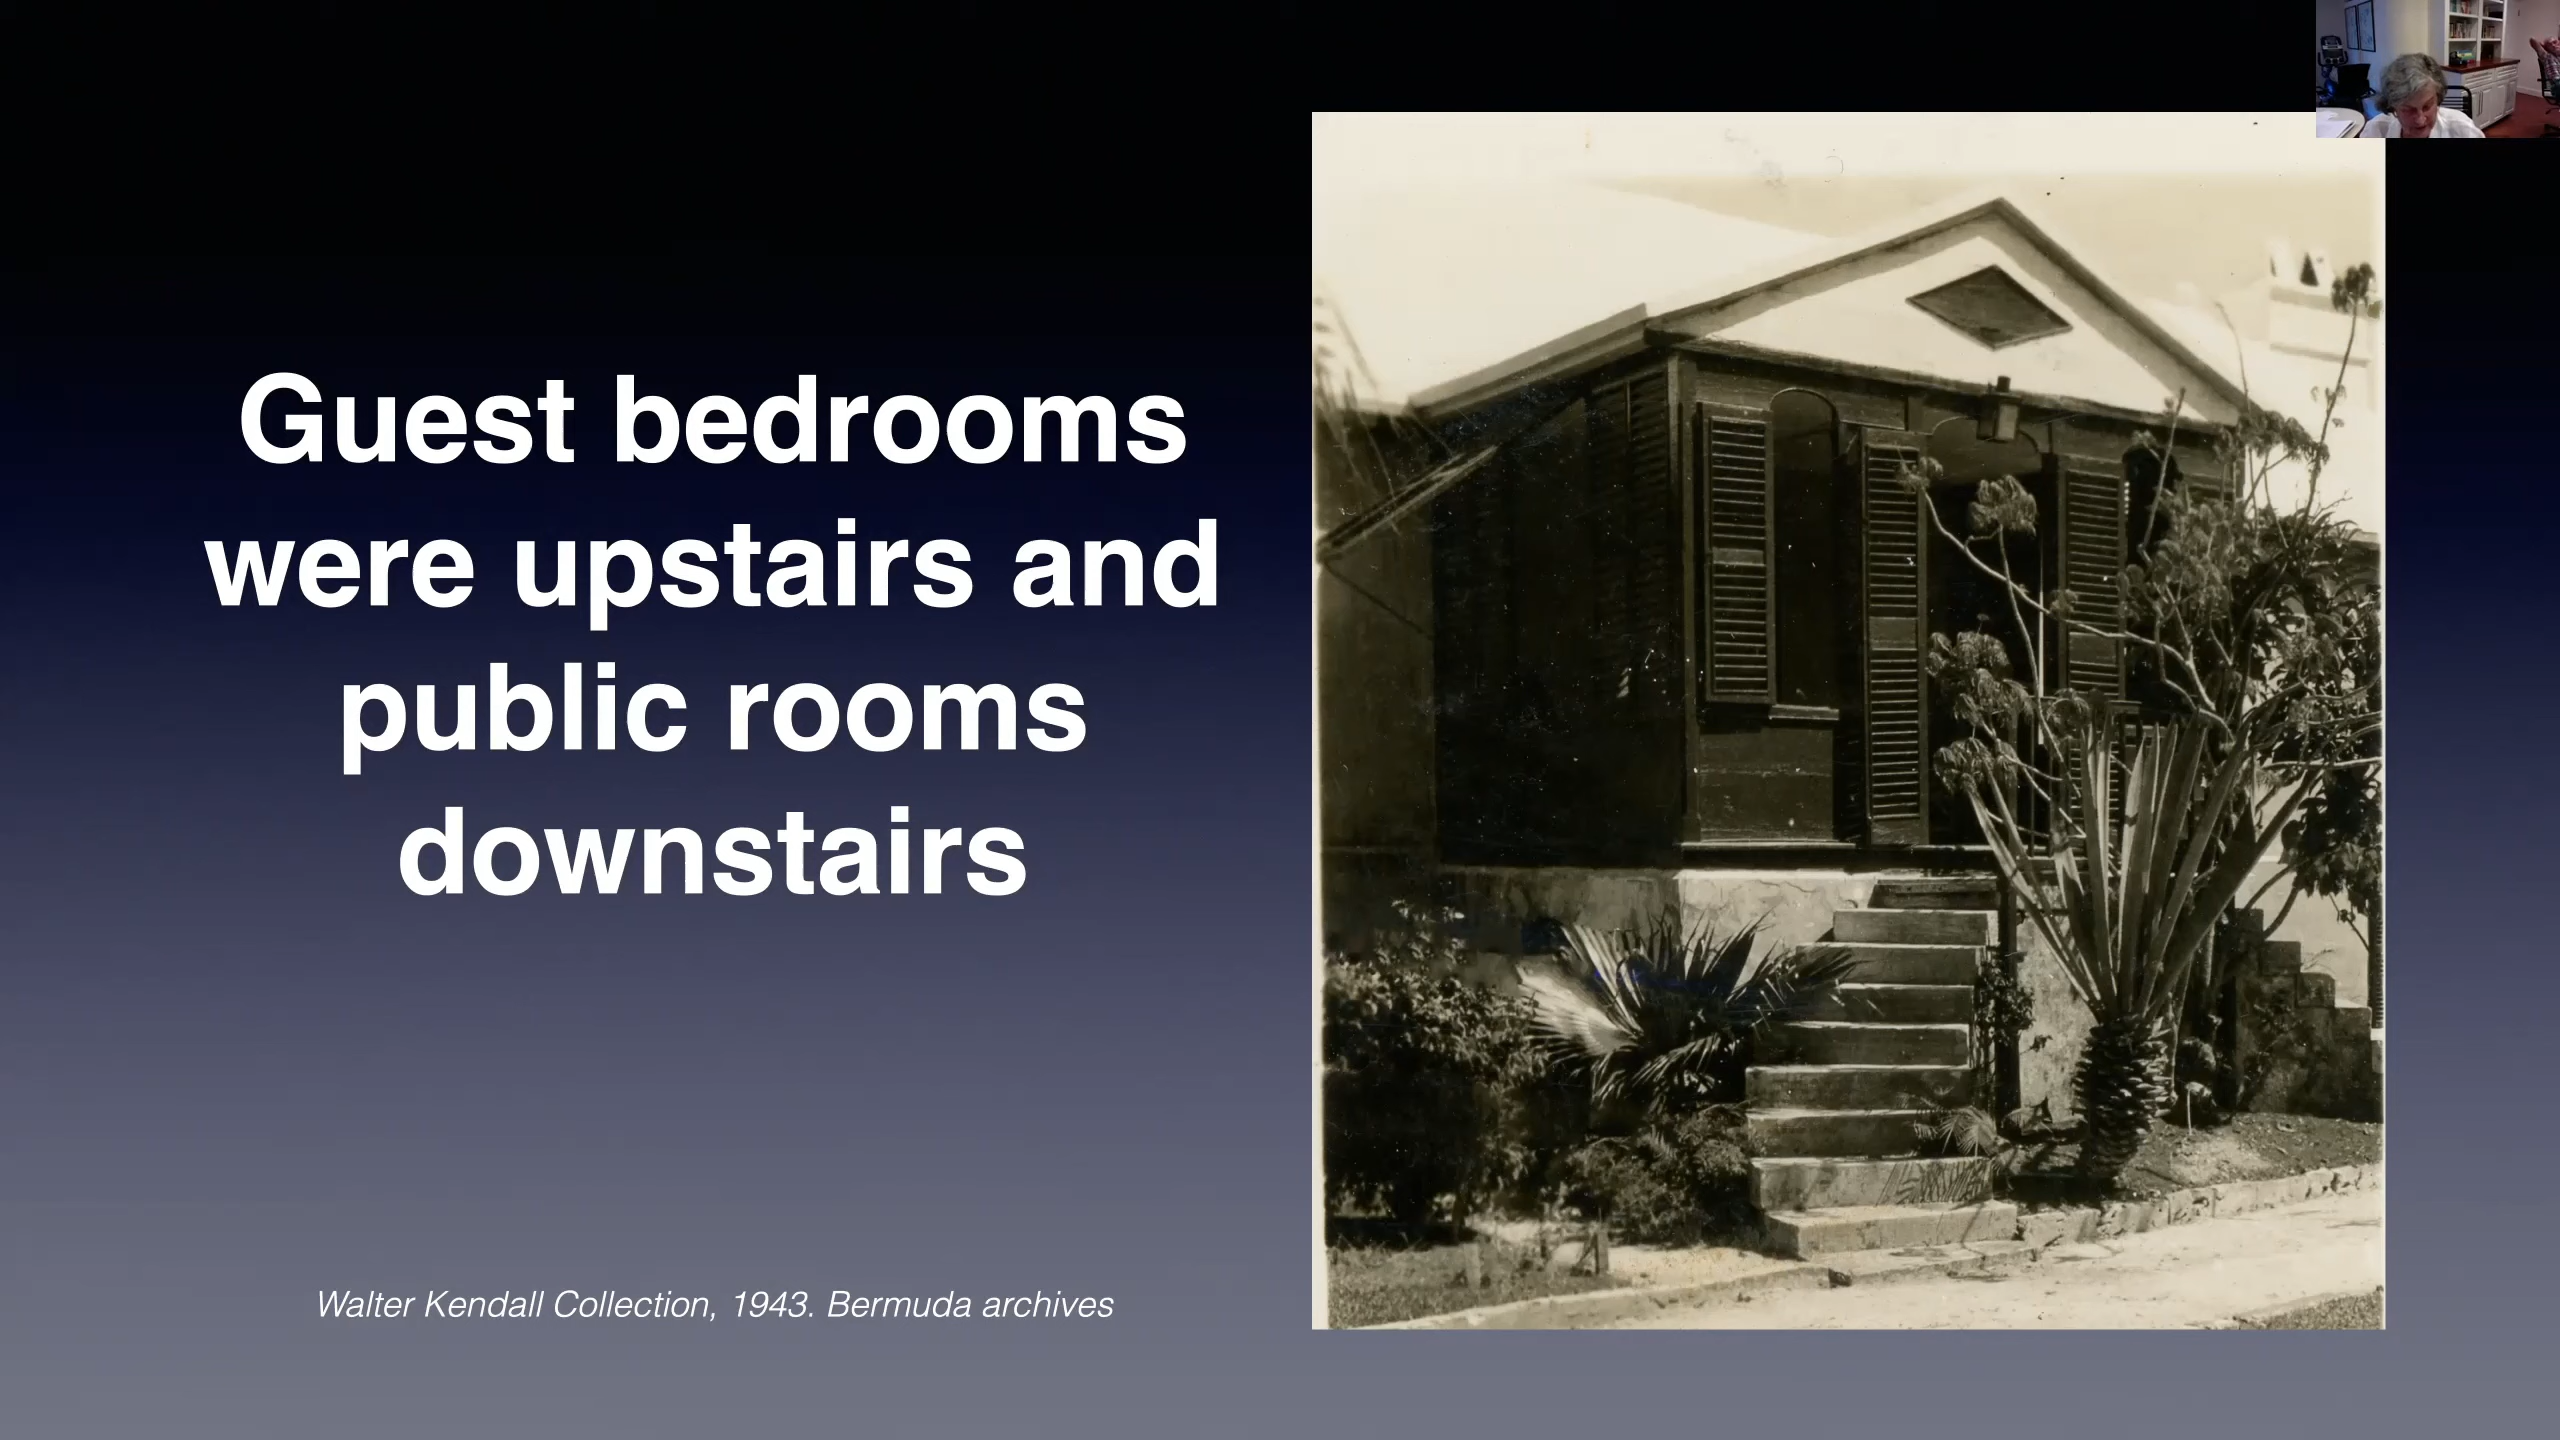 Guest bedrooms
were upstairs and
public rooms
downstairs
Walter Kendall Collection, 1943. Bermuda archives